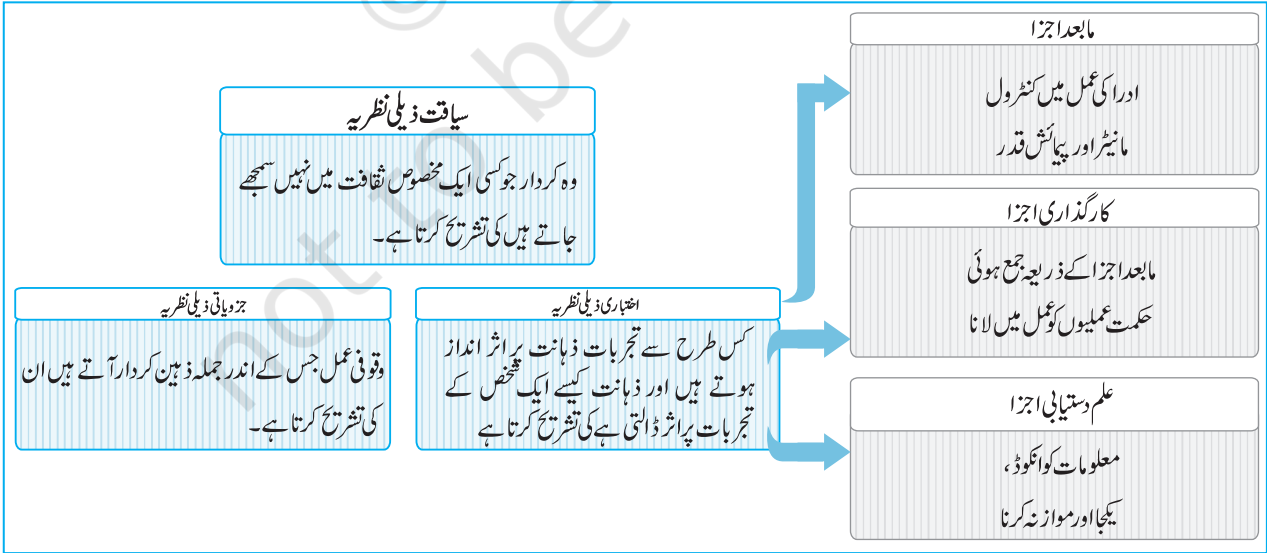 مابعد اجزا
ادراکی عمل میں کنٹرول
مانیٹر اور پیمائش قدر
سیاقت ذیلی نظریہ
وہ کردار جو کسی ایک مخصوص ثقافت میں نہیں سمجھے
جاتے ہیں کی تشریح کرتا ہے۔
کارگذاری اجزا
مابعد اجزا کے ذریعہ جمع ہوئی
حکمت عملیوں کو عمل میں لانا
اختباری ذیلی نظریہ
کس طرح سے تجربات ذہانت پر اثر انداز
ہوتے ہیں اور ذہانت کیسے ایک شخص کے
تجربات پر اثر ڈالتی ہے کی تشریح کرتا ہے
جزویاتی ذیلی نظریہ
وقوفی عمل جس کے اندر جملہ ذہین کردار آتے ہیں ان
کی تشریح کرتا ہے۔
علم دستیابی اجزا
معلومات کو انکوڈ،
یکجا اور موازنہ کرنا
not to be